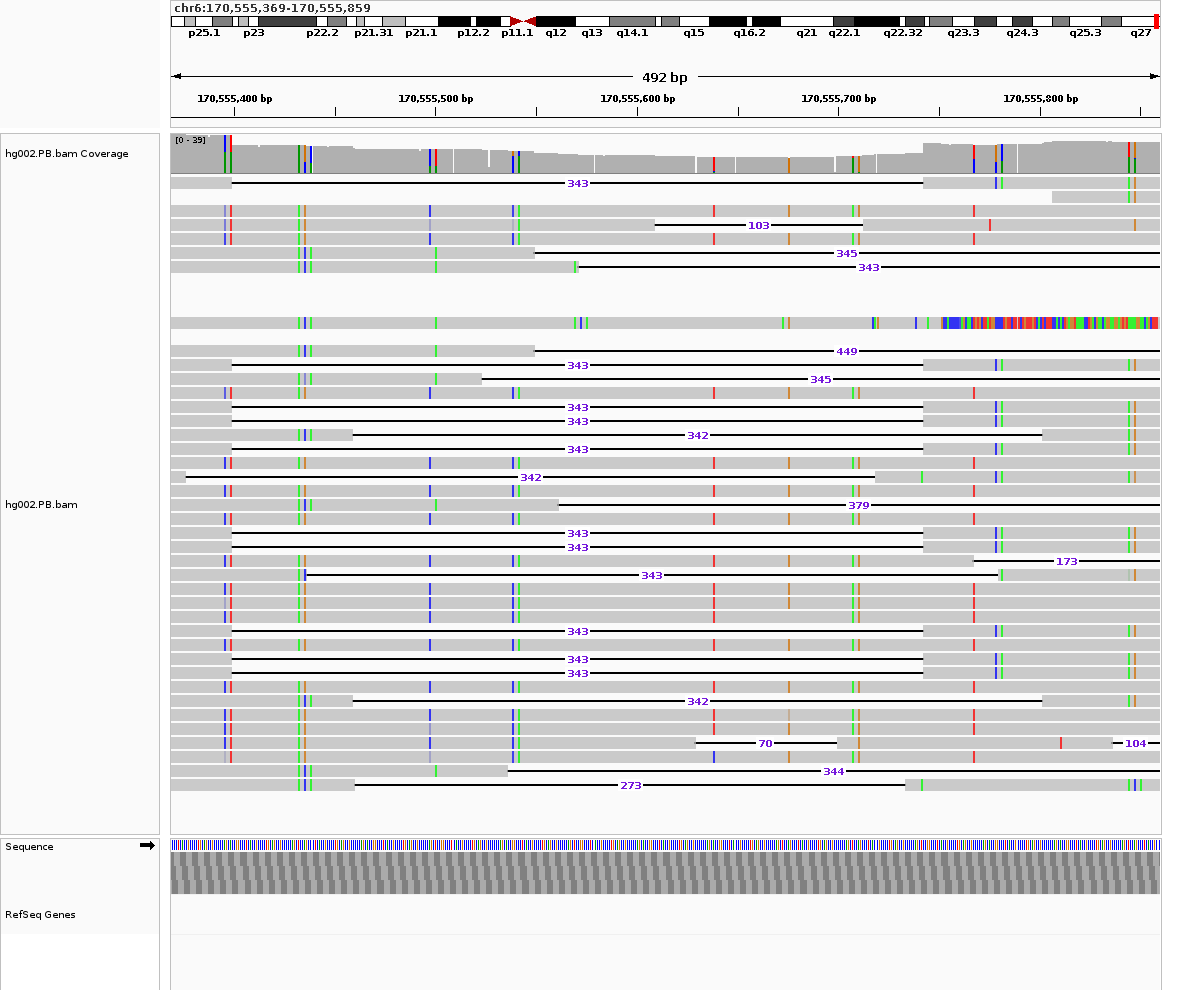 chr6:170,555,369-170,555,859
p25.1 p23 p22.2 p21.31 p21.1 p12.2 p11.1 q12 q13 q14.1 q15 q16.2 q21 q22.1 q22.32 q23.3 q24.3 q25.3 q27
492 bp
170,555,400 bp 170,555,500 bp 170,555,600 bp 170,555,700 bp 170,555,800 bp
[0 - 39]
hg002.PB.bam Coverage
343
103
345
343
449
343
345
343
343
342
343
342
hg002.PB.bam
379
343
343
173
343
343
343
343
342
70 104
344
273
Sequence
RefSeq Genes